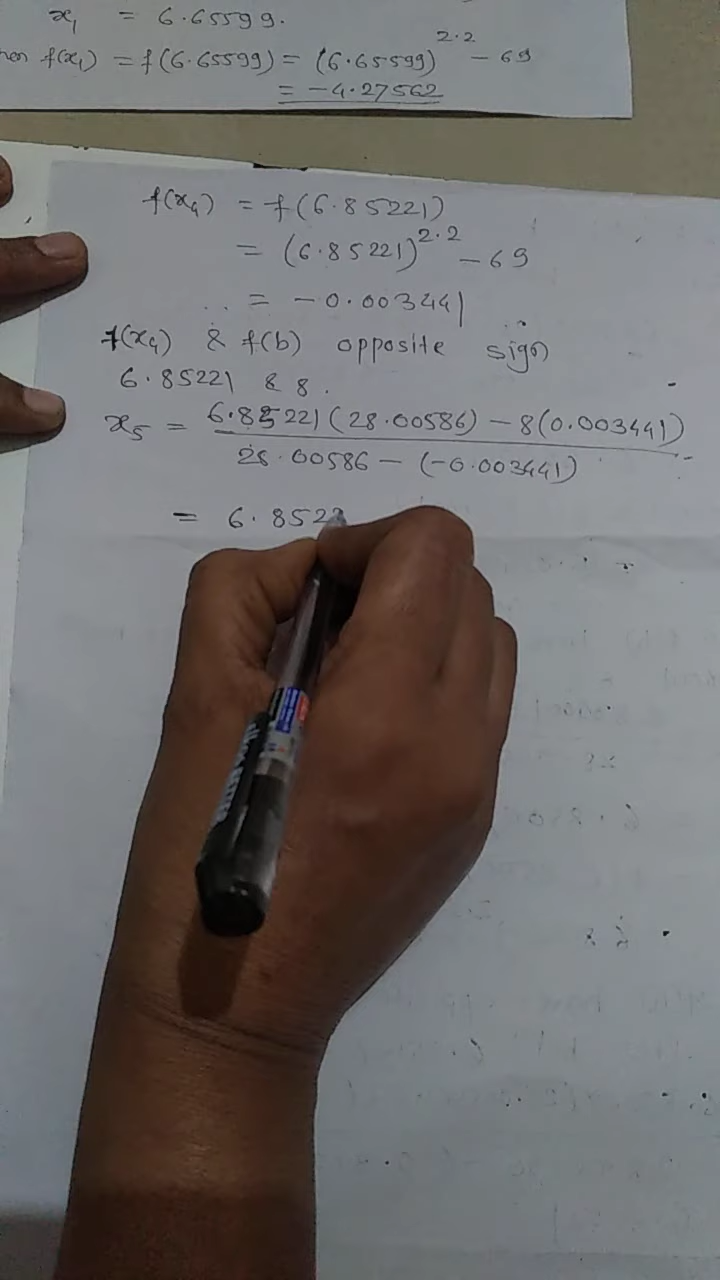 x₁ = 6.65599.
f(x₁) = f(6.65599) = (6.65599)^2.2 - 69
= -4.27562
f(x₄) = f(6.85221)
= (6.85221)^2.2 - 69
= -0.003441
f(x₄) & f(b) opposite sign
6.85221 & 8.
x₅ = 6.85221(28.00586) - 8(0.003441)
28.00586 - (-0.003441)
= 6.852